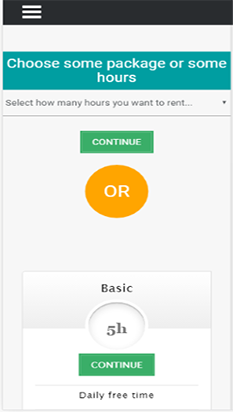 Choose some package or some
hours
Select how many hours you want to rent...
CONTINUE
OR
Basic
5h
CONTINUE
Daily free time